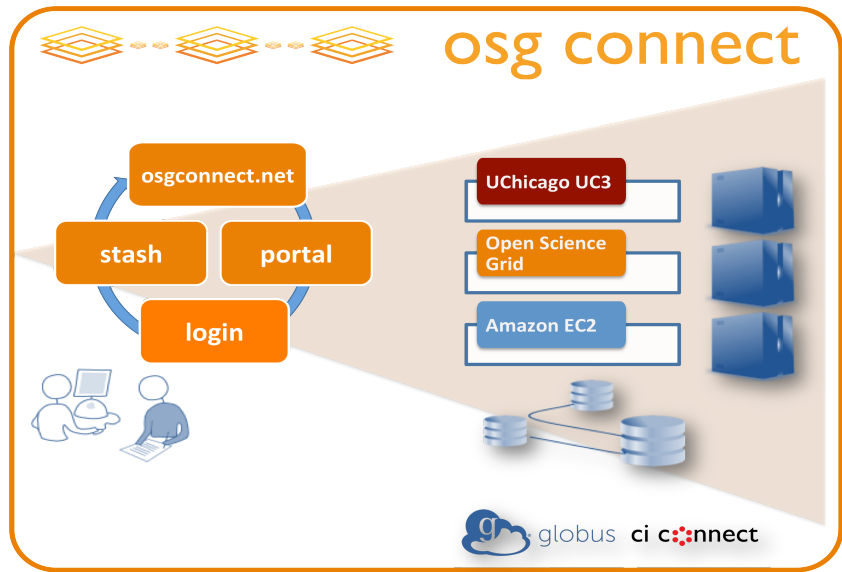 osg connect
osgconnect.net
stash
portal
login
UChicago UC3
Open Science
Grid
Amazon EC2
g
globus
ci connect